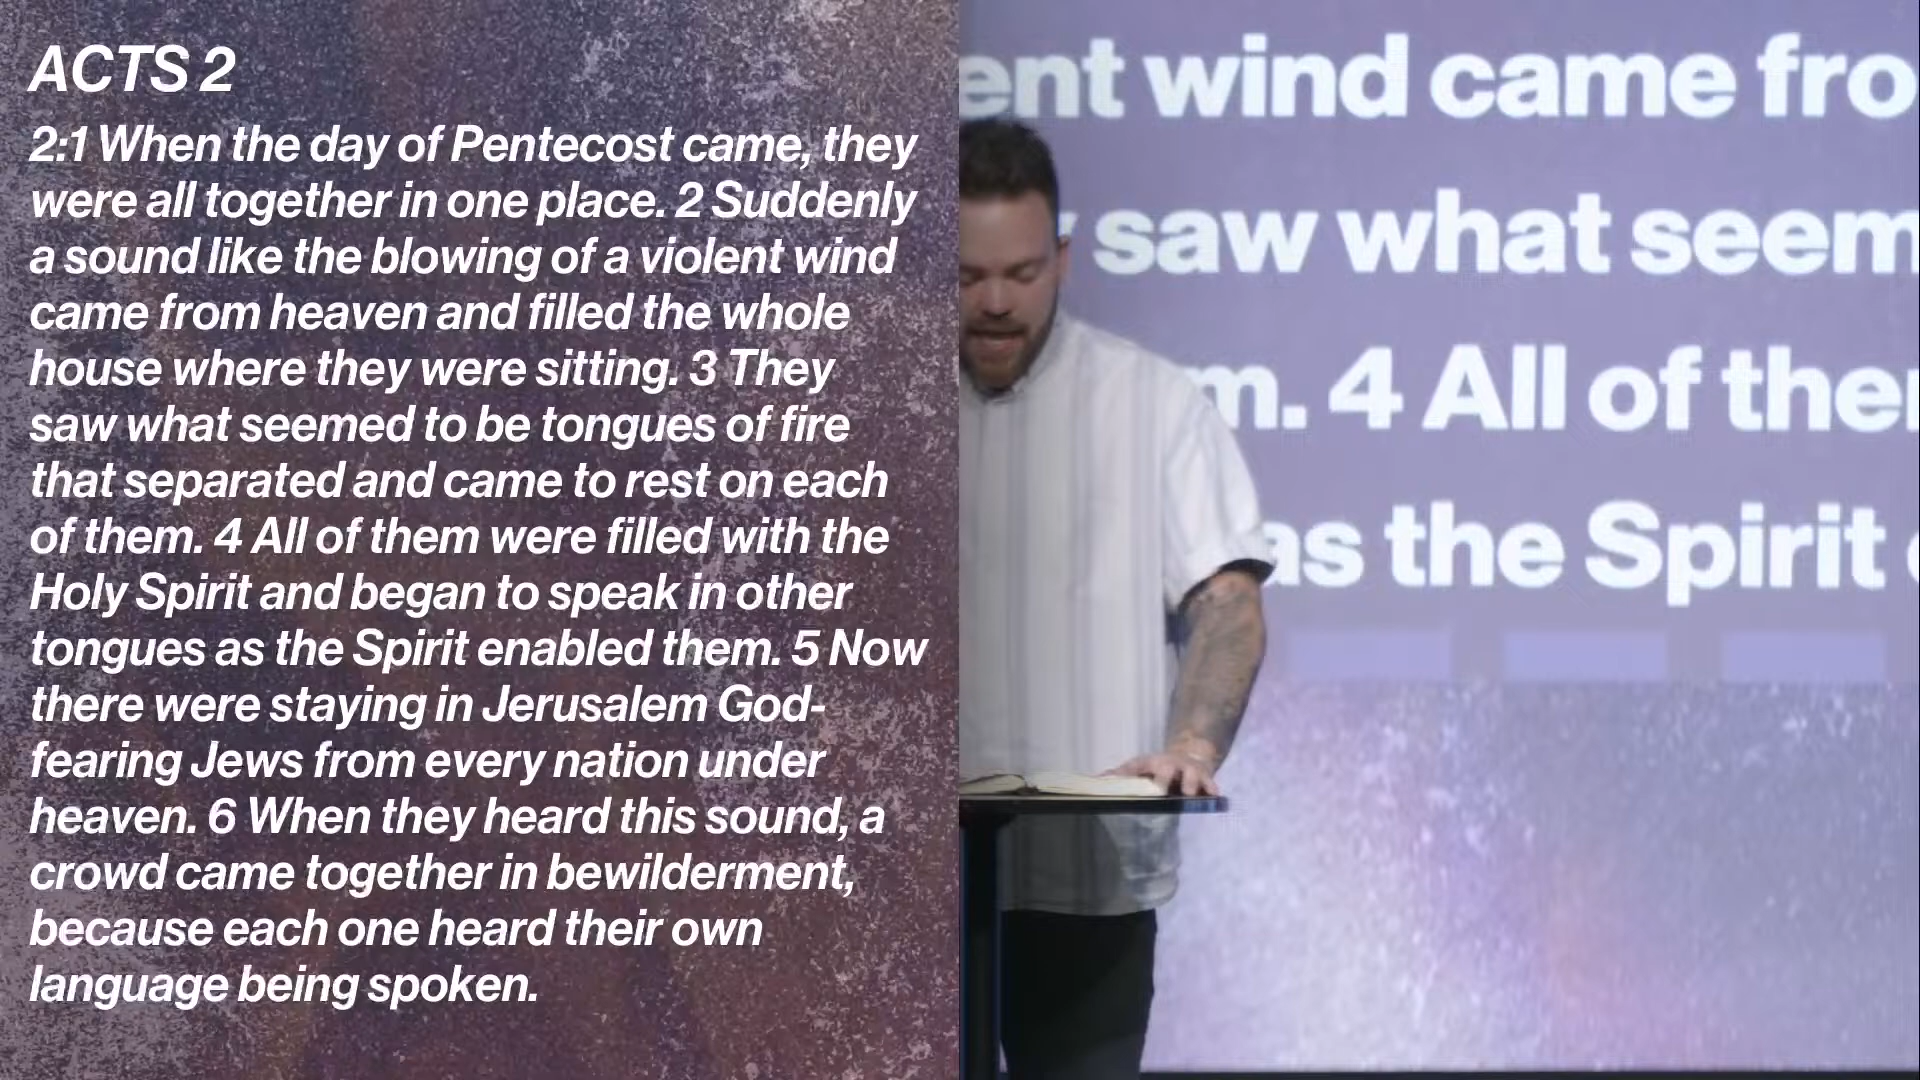 ACTS 2
2:1 When the day of Pentecost came, they
were all together in one place. 2 Suddenly
a sound like the blowing of a violent wind
came from heaven and filled the whole
house where they were sitting. 3 They
saw what seemed to be tongues of fire
that separated and came to rest on each
of them. 4 All of them were filled with the
Holy Spirit and began to speak in other
tongues as the Spirit enabled them. 5 Now
there were staying in Jerusalem God-
fearing Jews from every nation under
heaven. 6 When they heard this sound, a
crowd came together in bewilderment,
because each one heard their own
language being spoken.
ent wind came fro
saw what seem
m. 4 All of the
as the Spirit